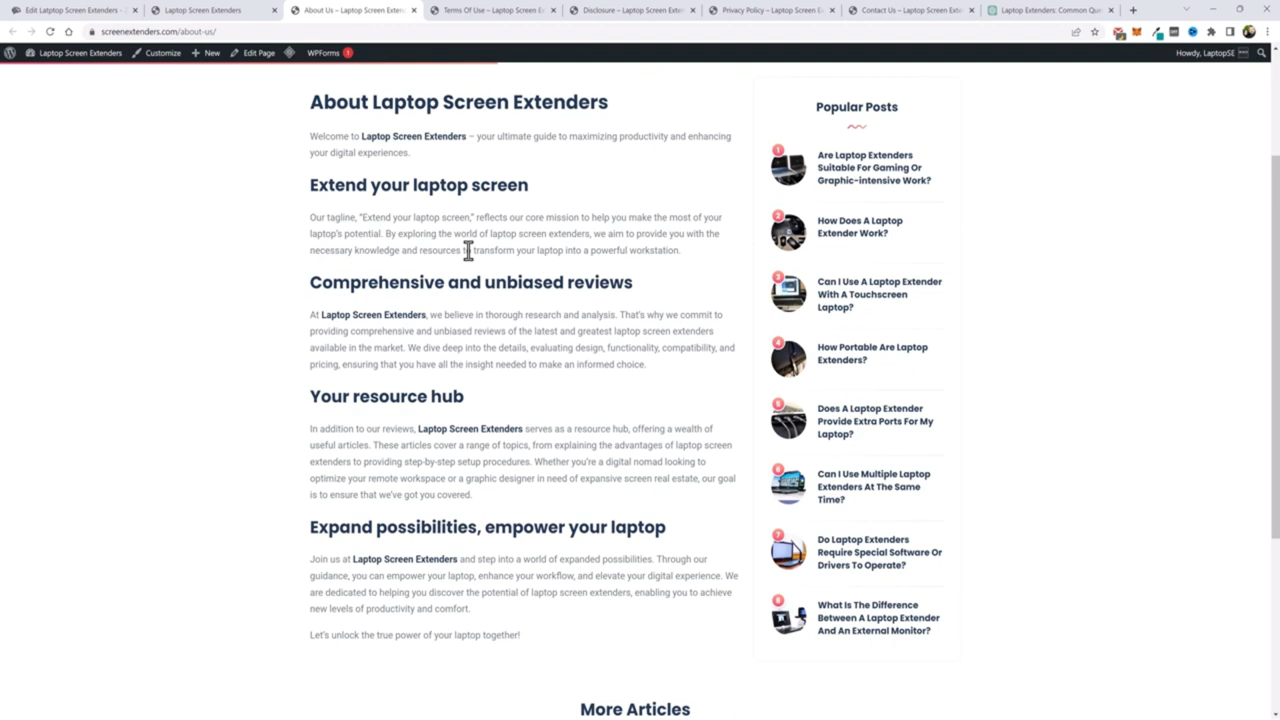 Edit Laptop Screen Extenders –
Laptop Screen Extenders
About Us – Laptop Screen Exten
Terms Of Use – Laptop Screen Ex
Disclosure – Laptop Screen Exten
Privacy Policy – Laptop Screen E
Contact Us – Laptop Screen Exte
Laptop Extenders: Common Que
screenextenders.com/about-us/
Laptop Screen Extenders
Customize
New
Edit Page
WPForms 1
Howdy, LaptopSE
About Laptop Screen Extenders
Welcome to Laptop Screen Extenders – your ultimate guide to maximizing productivity and enhancing
your digital experiences.
Extend your laptop screen
Our tagline, “Extend your laptop screen,” reflects our core mission to help you make the most of your
laptop’s potential. By exploring the world of laptop screen extenders, we aim to provide you with the
necessary knowledge and resources to transform your laptop into a powerful workstation.
Comprehensive and unbiased reviews
At Laptop Screen Extenders, we believe in thorough research and analysis. That’s why we commit to
providing comprehensive and unbiased reviews of the latest and greatest laptop screen extenders
available in the market. We dive deep into the details, evaluating design, functionality, compatibility, and
pricing, ensuring that you have all the insight needed to make an informed choice.
Your resource hub
In addition to our reviews, Laptop Screen Extenders serves as a resource hub, offering a wealth of
useful articles. These articles cover a range of topics, from explaining the advantages of laptop screen
extenders to providing step-by-step setup procedures. Whether you’re a digital nomad looking to
optimize your remote workspace or a graphic designer in need of expansive screen real estate, our goal
is to ensure that we’ve got you covered.
Expand possibilities, empower your laptop
Join us at Laptop Screen Extenders and step into a world of expanded possibilities. Through our
guidance, you can empower your laptop, enhance your workflow, and elevate your digital experience. We
are dedicated to helping you discover the potential of laptop screen extenders, enabling you to achieve
new levels of productivity and comfort.
Let’s unlock the true power of your laptop together!
Popular Posts
1
Are Laptop Extenders
Suitable For Gaming Or
Graphic-intensive Work?
2
How Does A Laptop
Extender Work?
3
Can I Use A Laptop Extender
With A Touchscreen
Laptop?
4
How Portable Are Laptop
Extenders?
5
Does A Laptop Extender
Provide Extra Ports For My
Laptop?
6
Can I Use Multiple Laptop
Extenders At The Same
Time?
7
Do Laptop Extenders
Require Special Software Or
Drivers To Operate?
8
What Is The Difference
Between A Laptop Extender
And An External Monitor?
More Articles